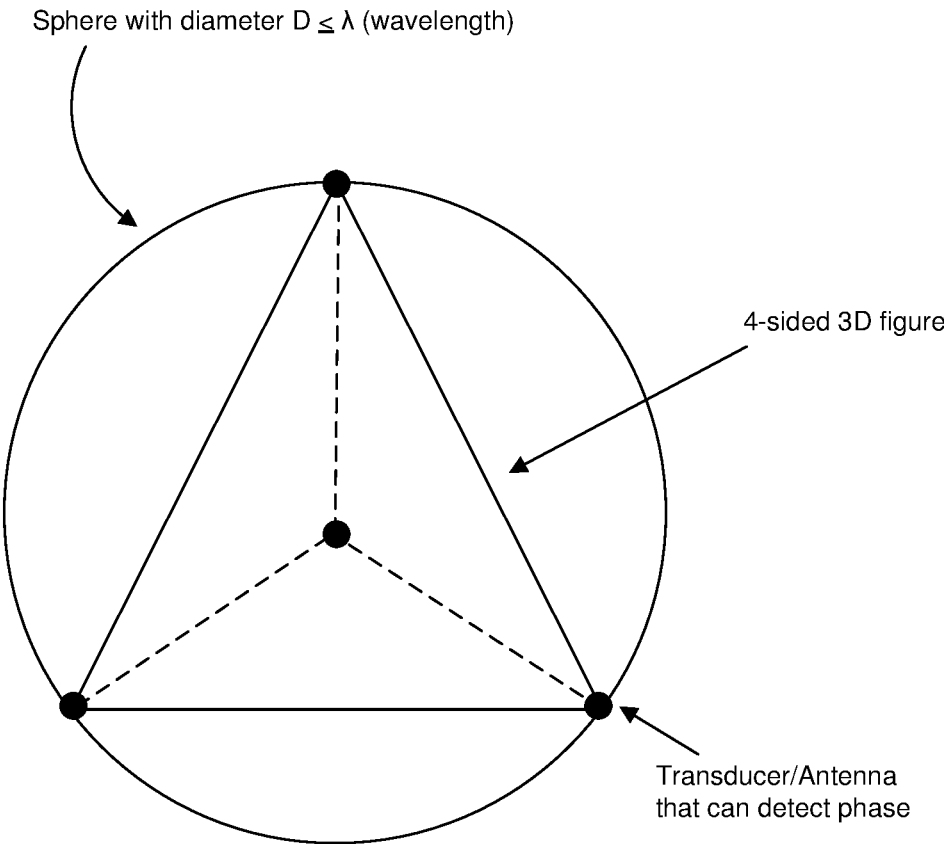 Sphere with diameter D ≤ λ (wavelength)
4-sided 3D figure
Transducer/Antenna
that can detect phase